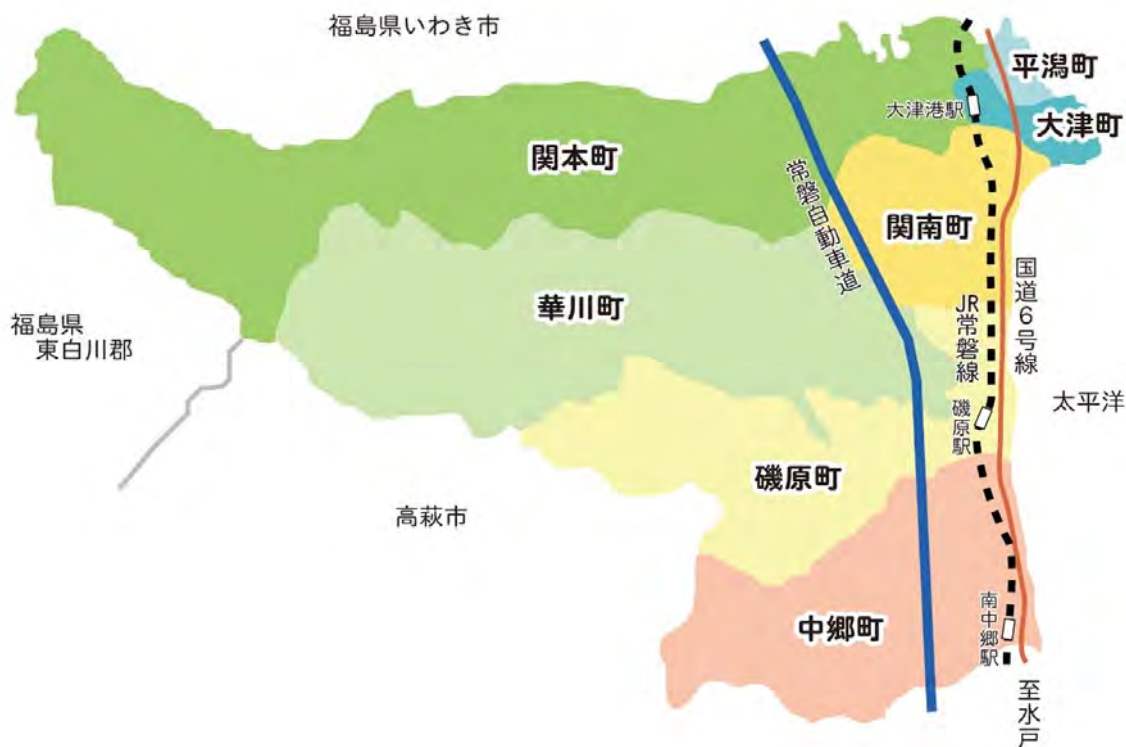 福島県いわき市
平潟町
大津港駅
大津町
関本町
常磐自動車道
関南町
国道6号線
JR常磐線
華川町
福島県
東白川郡
太平洋
磯原駅
磯原町
高萩市
中郷町
南中郷駅
至水戸